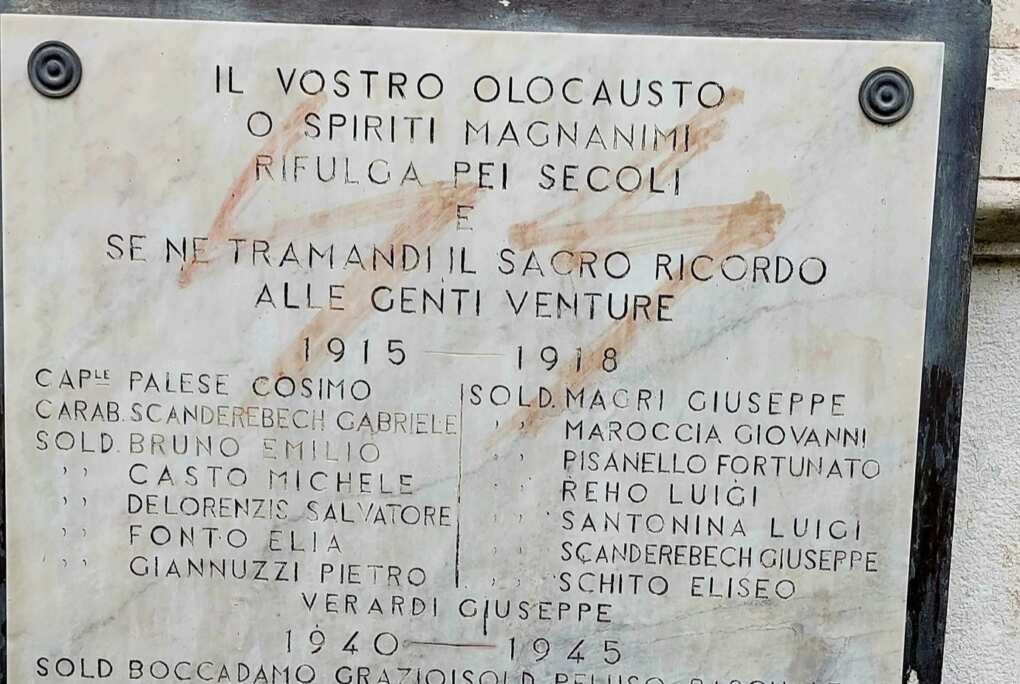 IL VOSTRO OLOCAUSTO
O SPIRITI MAGNANIMI
RIFULGA PEI SECOLI
E
SE NE TRAMANDI IL SACRO RICORDO
ALLE GENTI VENTURE
1915 — 1918
CAPLE PALESE COSIMO
CARAB. SCANDEREBECH GABRIELE
SOLD. BRUNO EMILIO
,, CASTO MICHELE
,, DELORENZIS SALVATORE
,, FONTO ELIA
,, GIANNUZZI PIETRO
SOLD. MAGRI GIUSEPPE
,, MAROCCIA GIOVANNI
,, PISANELLO FORTUNATO
,, REHO LUIGI
,, SANTONINA LUIGI
,, SCANDEREBECH GIUSEPPE
,, SCHITO ELISEO
VERARDI GIUSEPPE
1940 — 1945
SOLD BOCCADAMO GRAZIO SOLD PELUSO